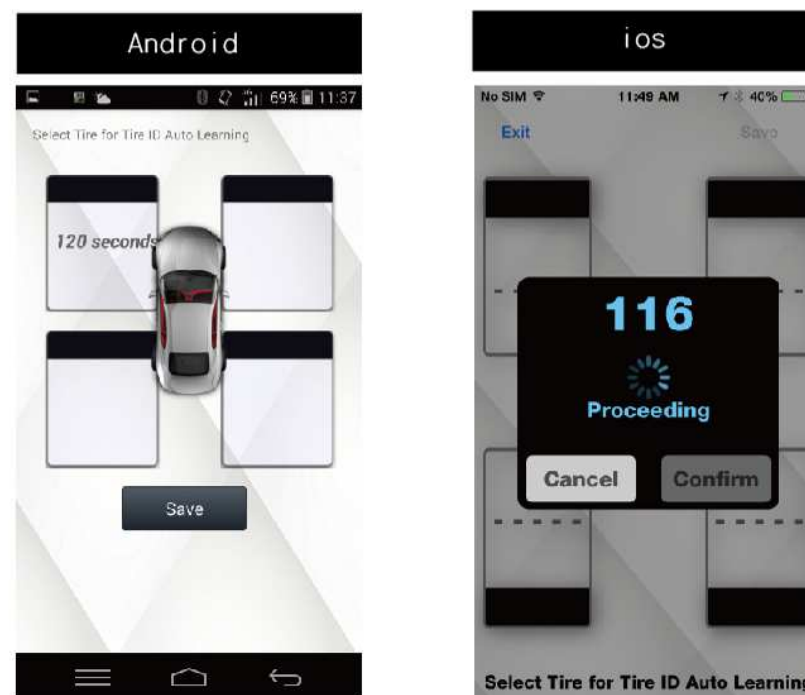 Android
69% 11:37
Select Tire for Tire ID Auto Learning
120 seconds
Save
ios
No SIM 11:49 AM 40%
Exit Save
116
Proceeding
Cancel Confirm
Select Tire for Tire ID Auto Learning